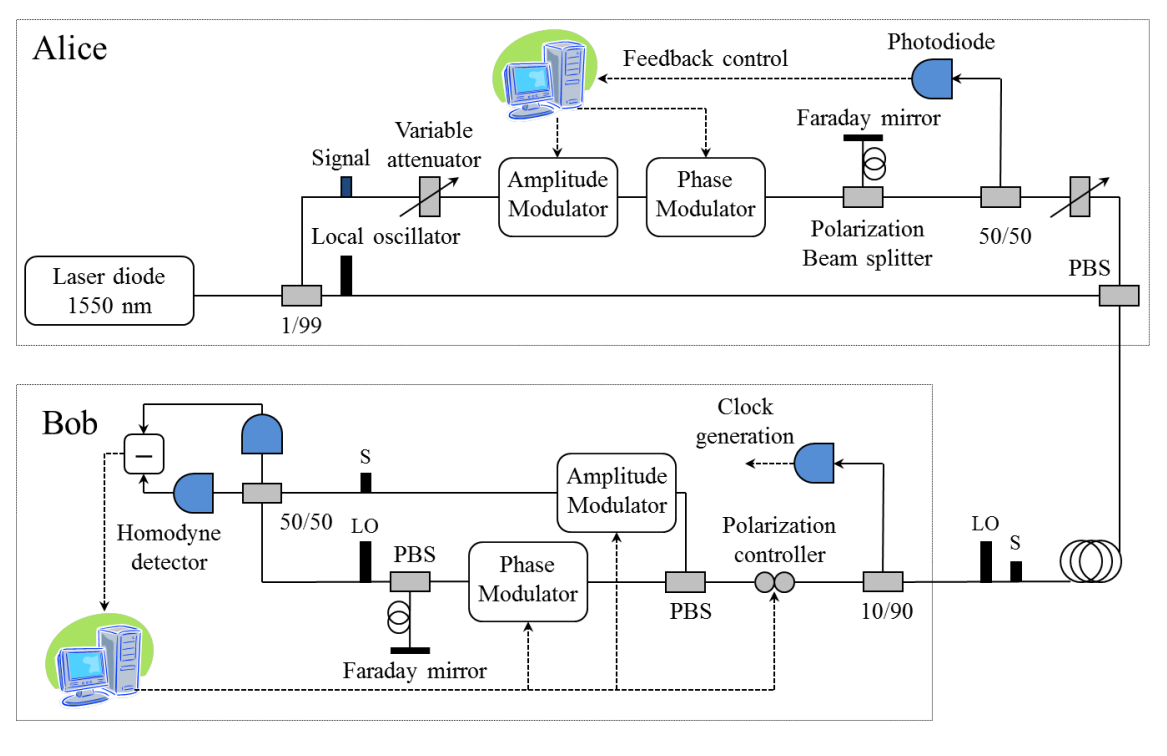 Alice
Feedback control
Photodiode
Faraday mirror
Variable
attenuator
Signal
Amplitude
Modulator
Phase
Modulator
Polarization
Beam splitter
50/50
Local oscillator
PBS
Laser diode
1550 nm
1/99
Bob
Clock
generation
S
Amplitude
Modulator
–
50/50
Homodyne
detector
LO
PBS
Phase
Modulator
Polarization
controller
LO
S
PBS
10/90
Faraday mirror